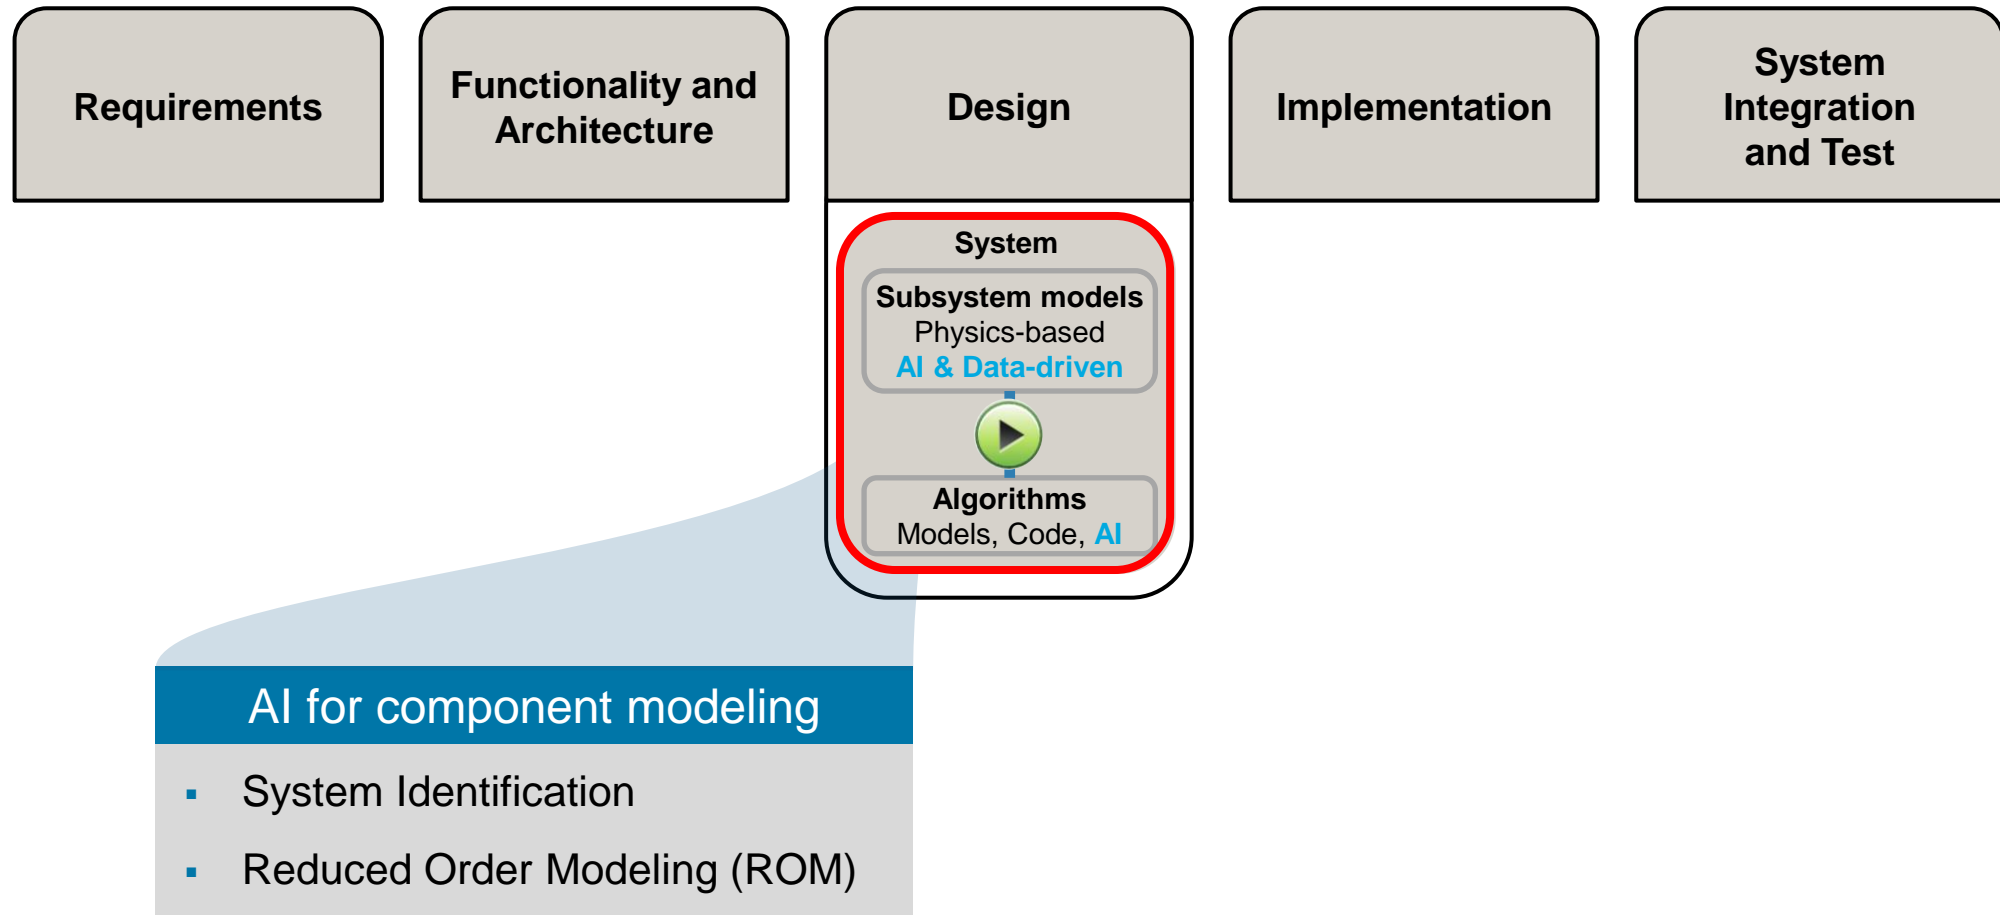 Requirements
Functionality and
Architecture
Design
Implementation
System
Integration
and Test
System
Subsystem models
Physics-based
AI & Data-driven
Algorithms
Models, Code, AI
AI for component modeling
▪ System Identification
▪ Reduced Order Modeling (ROM)